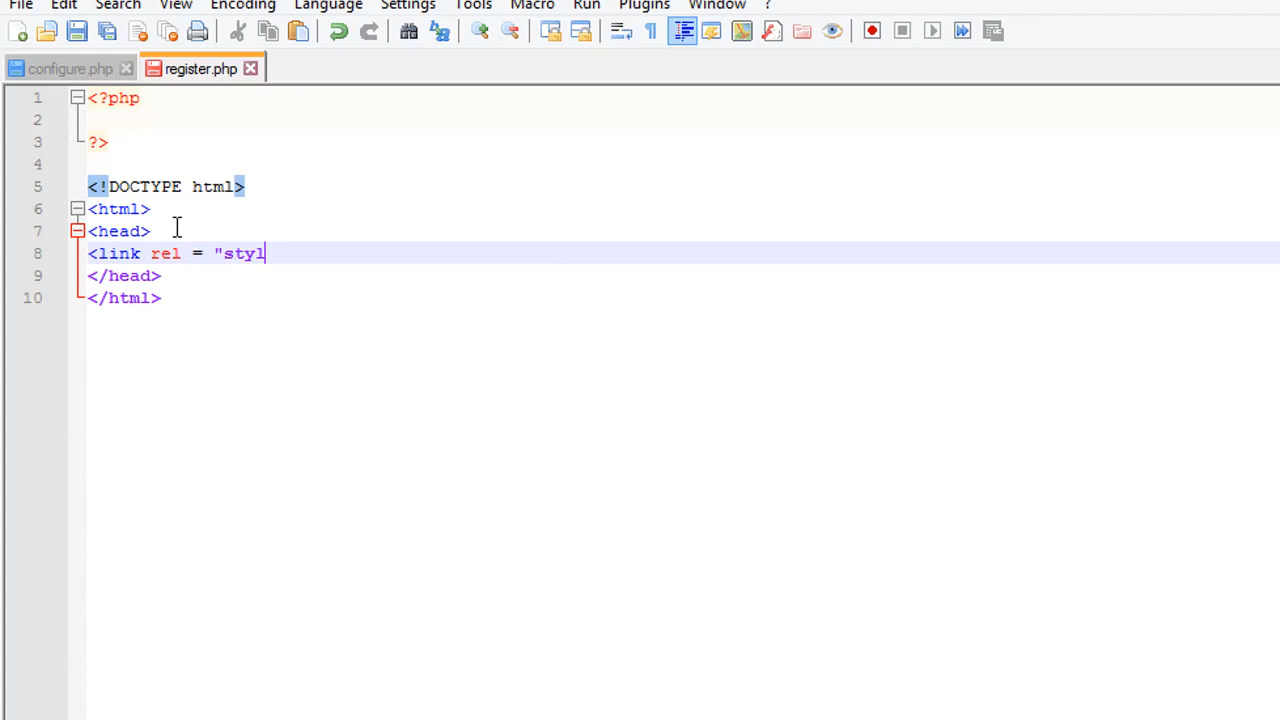 File Edit Search View Encoding Language Settings Tools Macro Run Plugins Window ?
configure.php register.php
1 <?php
2
3 ?>
4
5 <!DOCTYPE html>
6 <html>
7 <head>
8 <link rel = "styl
9 </head>
10 </html>